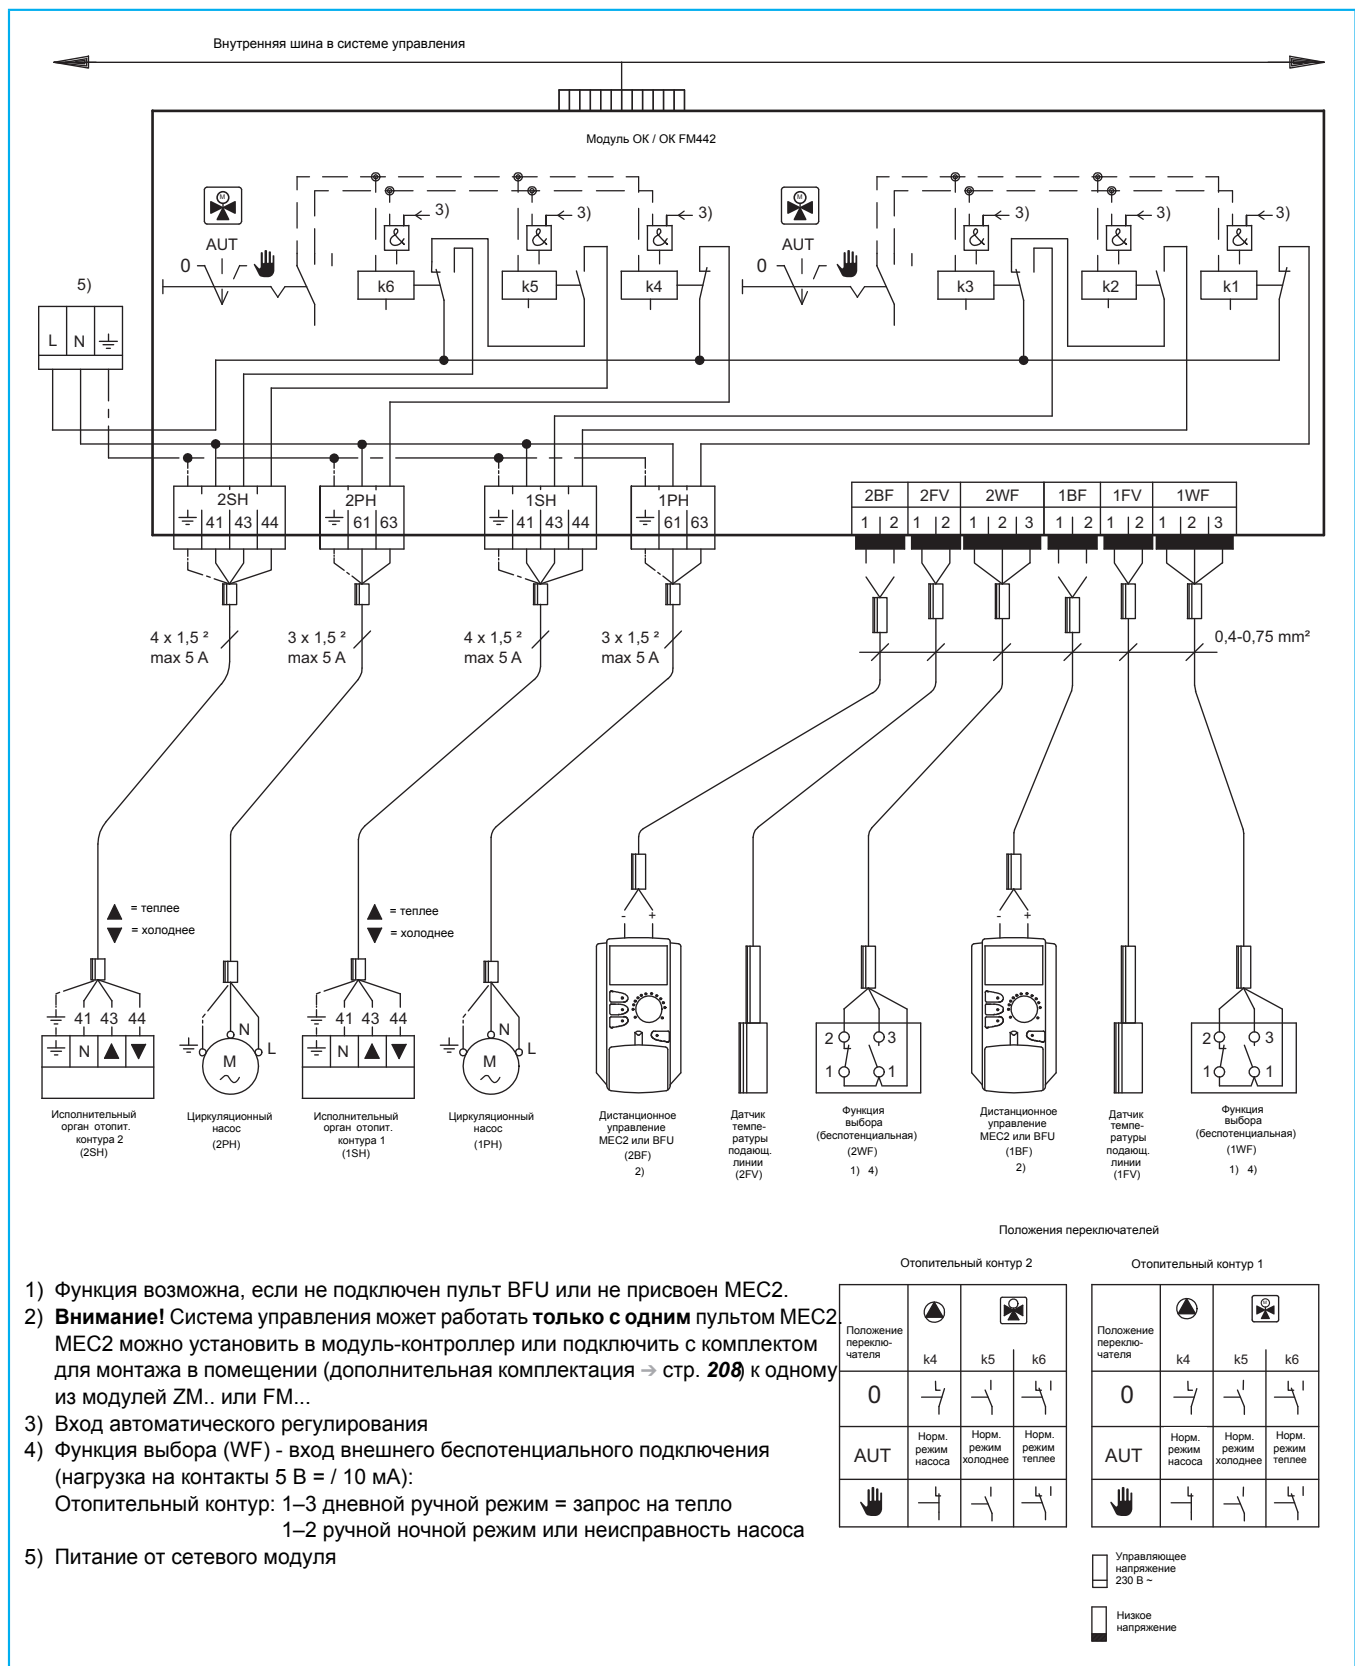 Внутренняя шина в системе управления
Модуль ОК / ОК FM442
3) 3) 3) 3) 3) 3)
AUT AUT
0 0
k6 k5 k4 k3 k2 k1
5)
L N
2SH 2PH 1SH 1PH
41 43 44 61 63 41 43 44 61 63
2BF 2FV 2WF 1BF 1FV 1WF
1 2 1 2 1 2 3 1 2 1 2 1 2 3
4 x 1,5 ² 3 x 1,5 ² 4 x 1,5 ² 3 x 1,5 ² 0,4-0,75 mm²
max 5 A max 5 A max 5 A max 5 A
= теплее = теплее
= холоднее = холоднее
- + - +
41 43 44 N 41 43 44 N
N M L N M L
2 3 2 3
1 1 1 1
Исполнительный
орган отопит.
контура 2
(2SH)
Циркуляционный
насос
(2PH)
Исполнительный
орган отопит.
контура 1
(1SH)
Циркуляционный
насос
(1PH)
Дистанционное
управление
MEC2 или BFU
(2BF)
2)
Датчик
темпе-
ратуры
подающ.
линии
(2FV)
Функция
выбора
(беспотенциальная)
(2WF)
1) 4)
Дистанционное
управление
MEC2 или BFU
(1BF)
2)
Датчик
темпе-
ратуры
подающ.
линии
(1FV)
Функция
выбора
(беспотенциальная)
(1WF)
1) 4)
1) Функция возможна, если не подключен пульт BFU или не присвоен MEC2.
2) Внимание! Система управления может работать только с одним пультом MEC2.
MEC2 можно установить в модуль-контроллер или подключить с комплектом
для монтажа в помещении (дополнительная комплектация → стр. 208) к одному
из модулей ZM.. или FM...
3) Вход автоматического регулирования
4) Функция выбора (WF) - вход внешнего беспотенциального подключения
(нагрузка на контакты 5 В = / 10 мА):
Отопительный контур: 1–3 дневной ручной режим = запрос на тепло
1–2 ручной ночной режим или неисправность насоса
5) Питание от сетевого модуля
Положения переключателей
Отопительный контур 2
Положение
переклю-
чателя
k4 k5 k6
0
AUT
Норм.
режим
насоса
Норм.
режим
холоднее
Норм.
режим
теплее
Отопительный контур 1
Положение
переклю-
чателя
k4 k5 k6
0
AUT
Норм.
режим
насоса
Норм.
режим
холоднее
Норм.
режим
теплее
Управляющее
напряжение
230 В ~
Низкое
напряжение